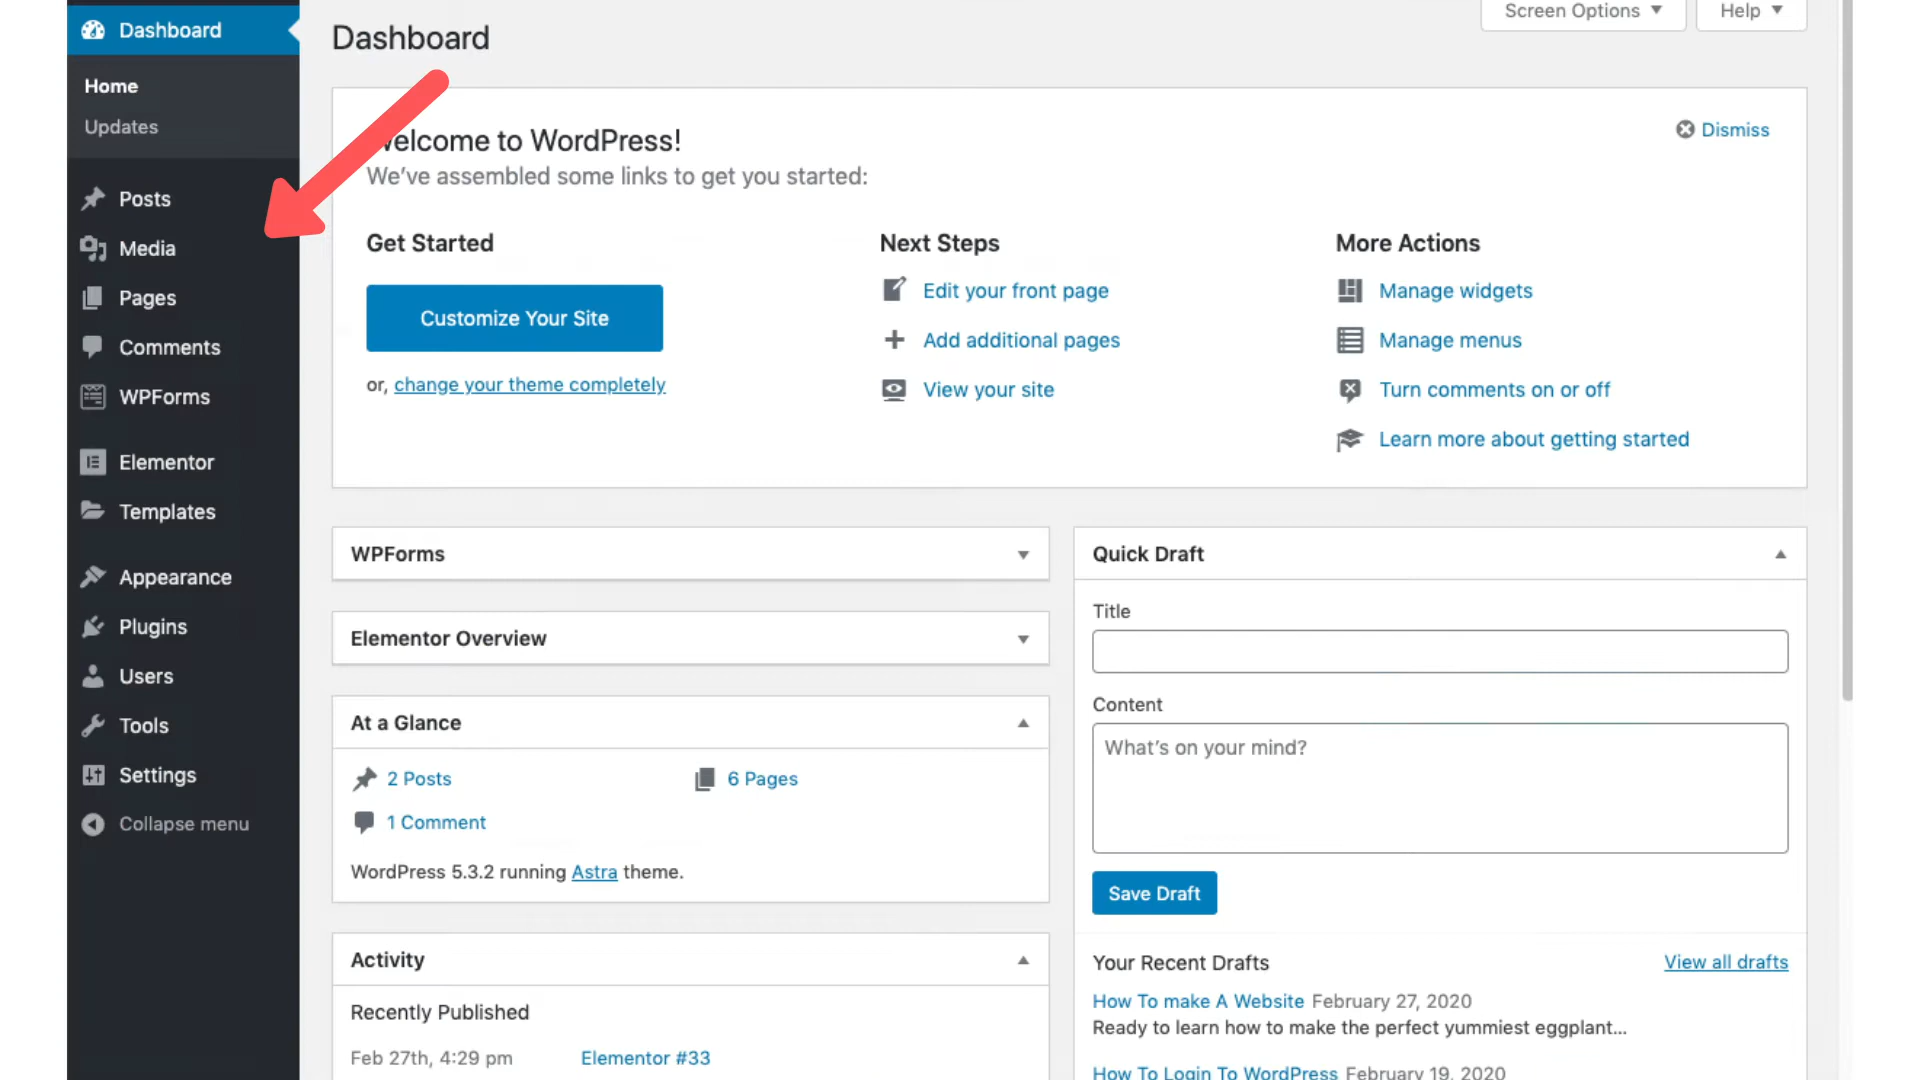 Dashboard
Home
Updates
Posts
Media
Pages
Comments
WPForms
Elementor
Templates
Appearance
Plugins
Users
Tools
Settings
Collapse menu
Dashboard
Screen Options
Help
Welcome to WordPress!
We've assembled some links to get you started:
Dismiss
Get Started
Customize Your Site
or, change your theme completely
Next Steps
Edit your front page
Add additional pages
View your site
More Actions
Manage widgets
Manage menus
Turn comments on or off
Learn more about getting started
WPForms
Elementor Overview
At a Glance
2 Posts
6 Pages
1 Comment
WordPress 5.3.2 running Astra theme.
Activity
Recently Published
Feb 27th, 4:29 pm Elementor #33
Quick Draft
Title
Content
What's on your mind?
Save Draft
Your Recent Drafts
View all drafts
How To make A Website February 27, 2020
Ready to learn how to make the perfect yummiest eggplant...
How To Login To WordPress February 19, 2020